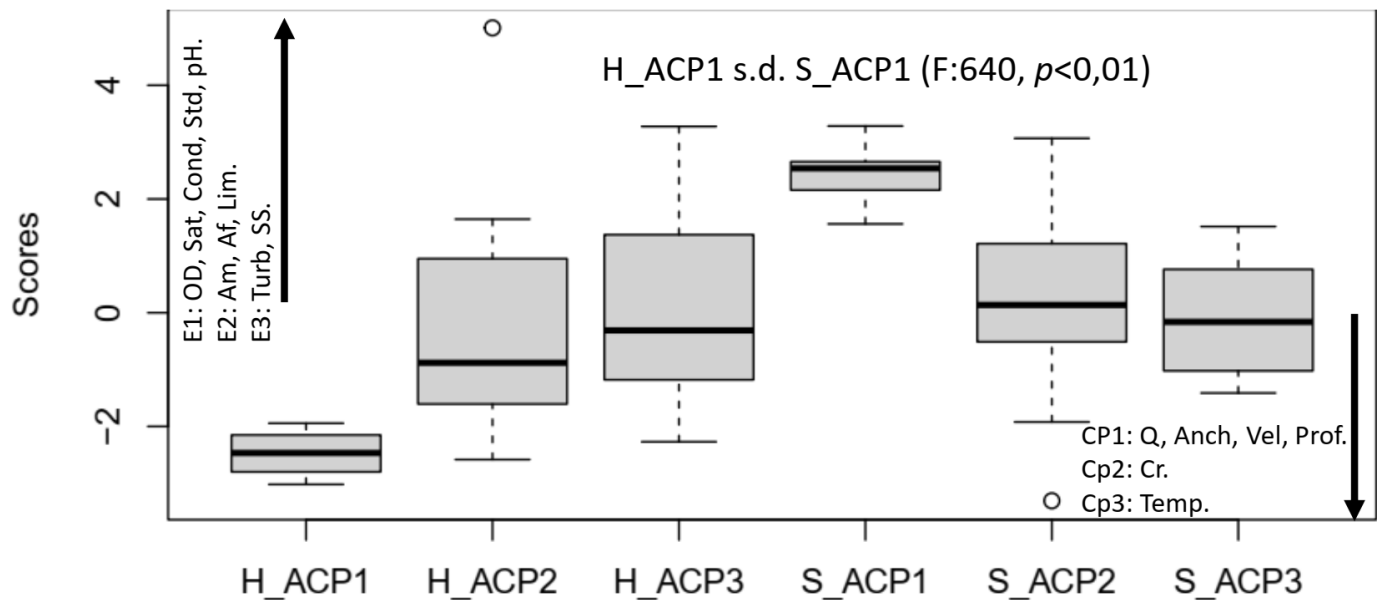 H_ACP1 s.d. S_ACP1 (F:640, p<0,01)
Scores
4
2
0
−2
E1: OD, Sat, Cond, Std, pH.
E2: Am, Af, Lim.
E3: Turb, SS.
CP1: Q, Anch, Vel, Prof.
Cp2: Cr.
Cp3: Temp.
H_ACP1 H_ACP2 H_ACP3 S_ACP1 S_ACP2 S_ACP3